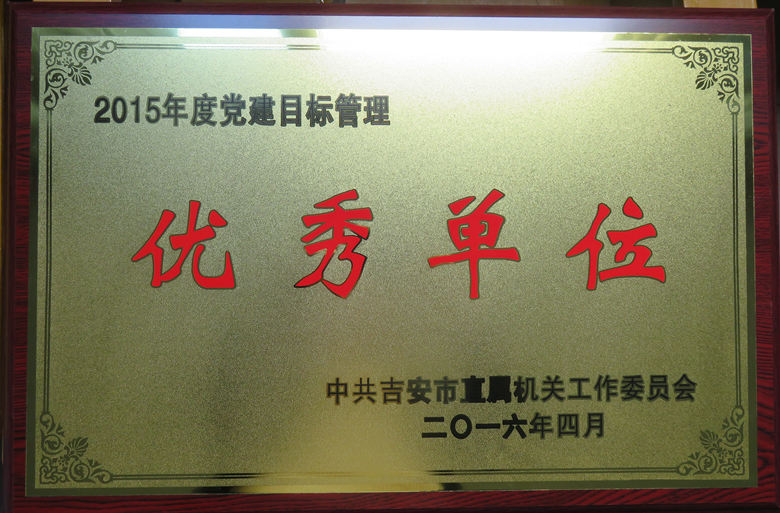 2015年度党建目标管理
优秀单位
中共吉安市直属机关工作委员会
二〇一六年四月